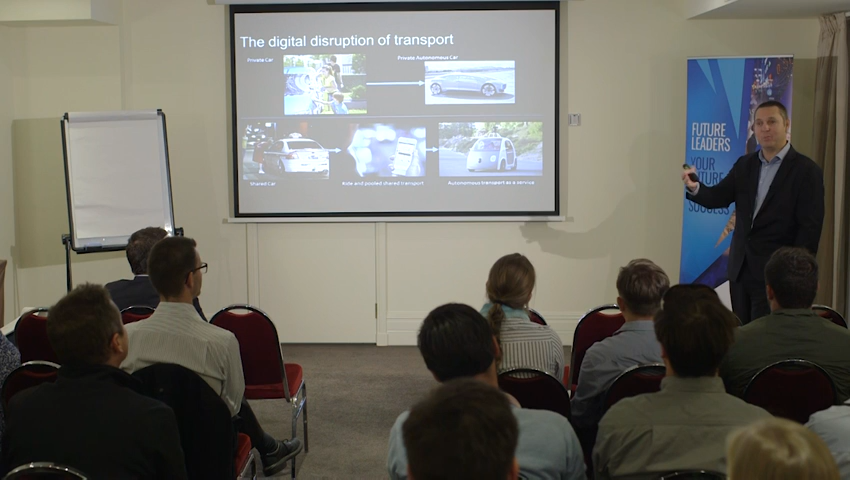 The digital disruption of transport
Private Car
Private Autonomous Car
Shared Car
Ride and pooled shared transport
Autonomous transport as a service
FUTURE
LEADERS
YOUR
FUTURE
SUCCESS